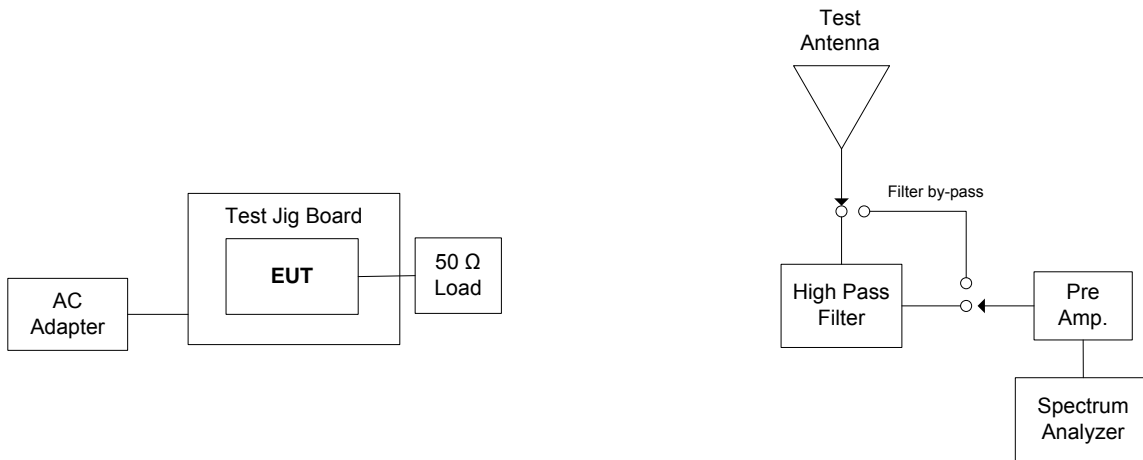 Test
Antenna
Filter by-pass
Test Jig Board
EUT
50 Ω
Load
AC
Adapter
High Pass
Filter
Pre
Amp.
Spectrum
Analyzer